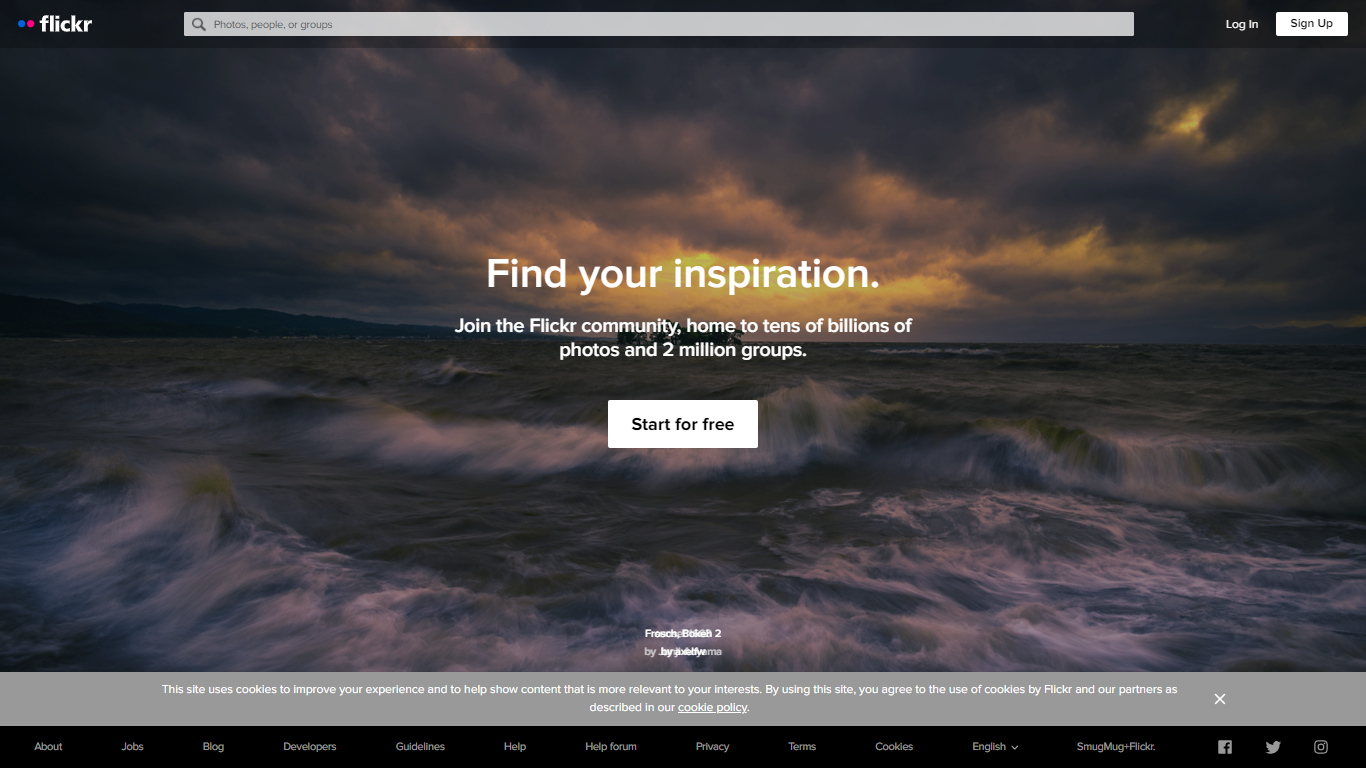 flickr
Photos, people, or groups
Log In
Sign Up
Find your inspiration.
Join the Flickr community, home to tens of billions of
photos and 2 million groups.
Start for free
Frosch, Bokeh 2
by axelfw
This site uses cookies to improve your experience and to help show content that is more relevant to your interests. By using this site, you agree to the use of cookies by Flickr and our partners as
described in our cookie policy.
About
Jobs
Blog
Developers
Guidelines
Help
Help forum
Privacy
Terms
Cookies
English
SmugMug+Flickr.